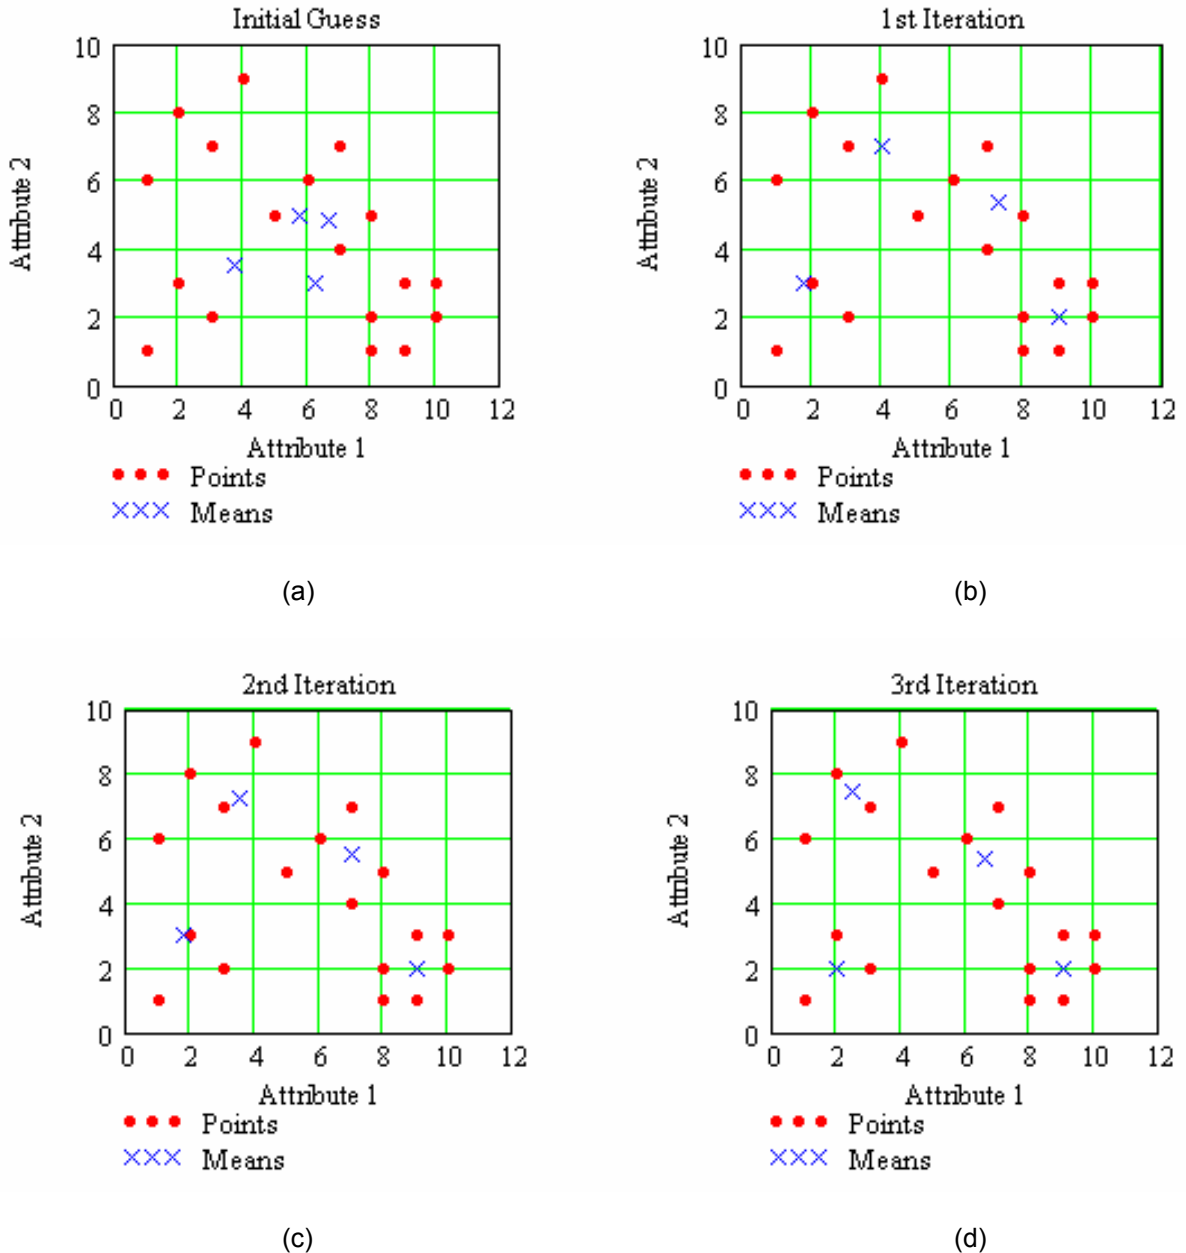 Initial Guess
10
8
6
4
2
0
0 2 4 6 8 10 12
Attribute 2
Attribute 1
Points
Means
(a)
1st Iteration
10
8
6
4
2
0
0 2 4 6 8 10 12
Attribute 2
Attribute 1
Points
Means
(b)
2nd Iteration
10
8
6
4
2
0
0 2 4 6 8 10 12
Attribute 2
Attribute 1
Points
Means
(c)
3rd Iteration
10
8
6
4
2
0
0 2 4 6 8 10 12
Attribute 2
Attribute 1
Points
Means
(d)